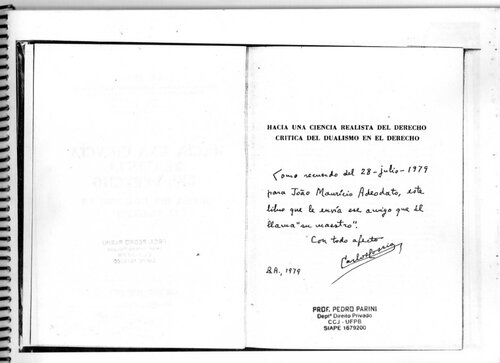 HACIA UNA CIENCIA REALISTA DEL DERECHO
CRITICA DEL DUALISMO EN EL DERECHO
Como recuerdo del 28-julio-1979
para João Maurício Adeodato, este
libro que le envía ese amigo que él
llama "su maestro".
Con todo afecto
BA, 1979
PROF. PEDRO PARINI
Deptº Direito Privado
CCJ - UFPB
SIAPE 1679200